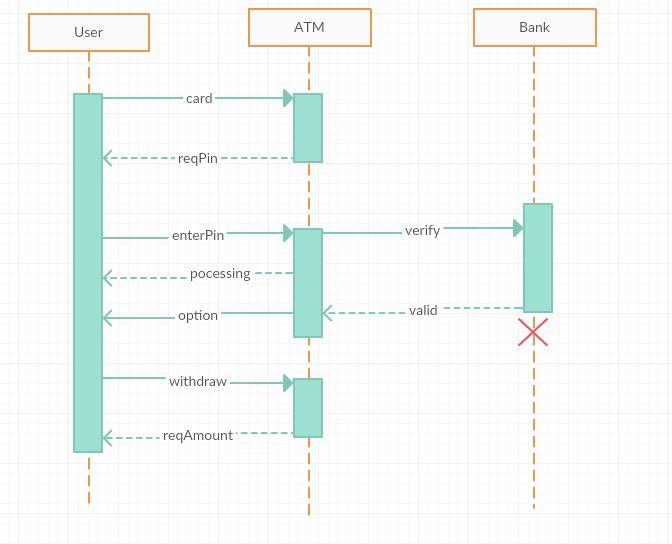 User
ATM
Bank
card
reqPin
enterPin
verify
pocessing
valid
option
withdraw
reqAmount